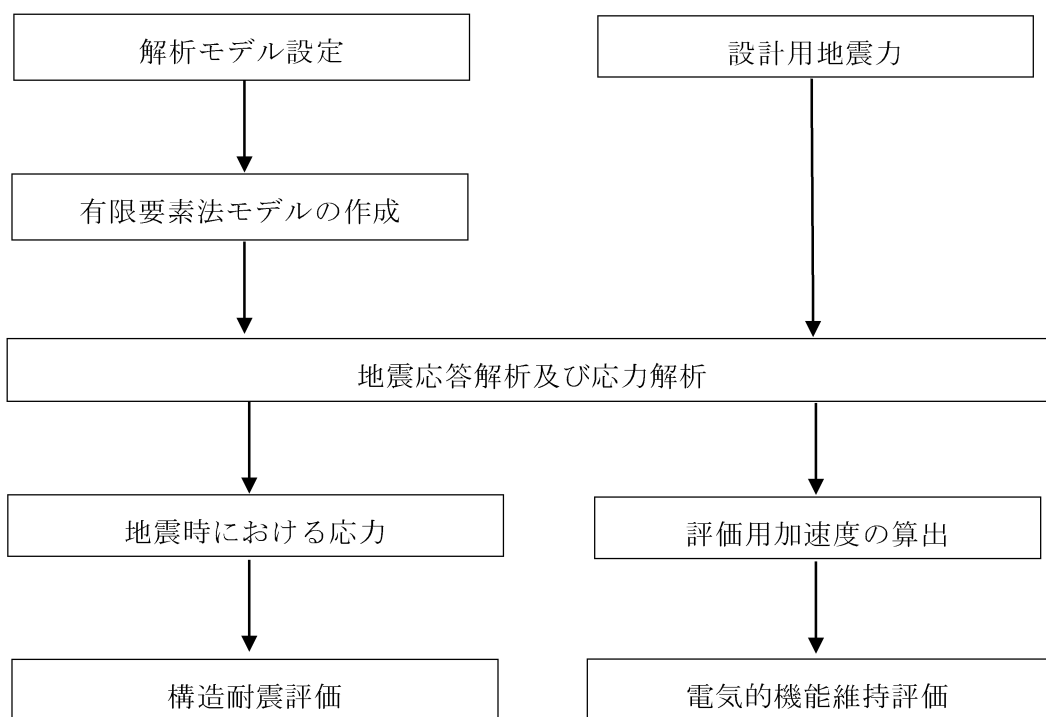 解析モデル設定
設計用地震力
有限要素法モデルの作成
地震応答解析及び応力解析
地震時における応力
評価用加速度の算出
構造耐震評価
電気的機能維持評価